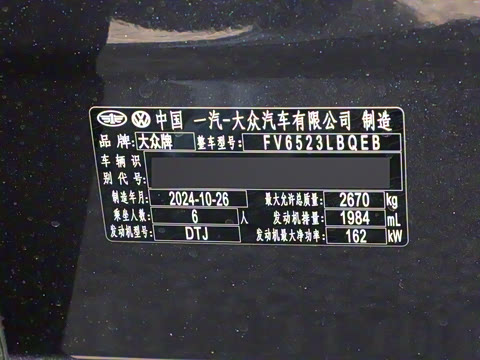 中国 一汽-大众汽车有限公司 制造
品牌 大众牌 整车型号: FV6523LBQEB
车辆识
别代号:
制造年月: 2024-10-26 最大允许总质量: 2670 kg
乘坐人数: 6 人 发动机排量: 1984 mL
发动机型号: DTJ 发动机最大净功率: 162 kW